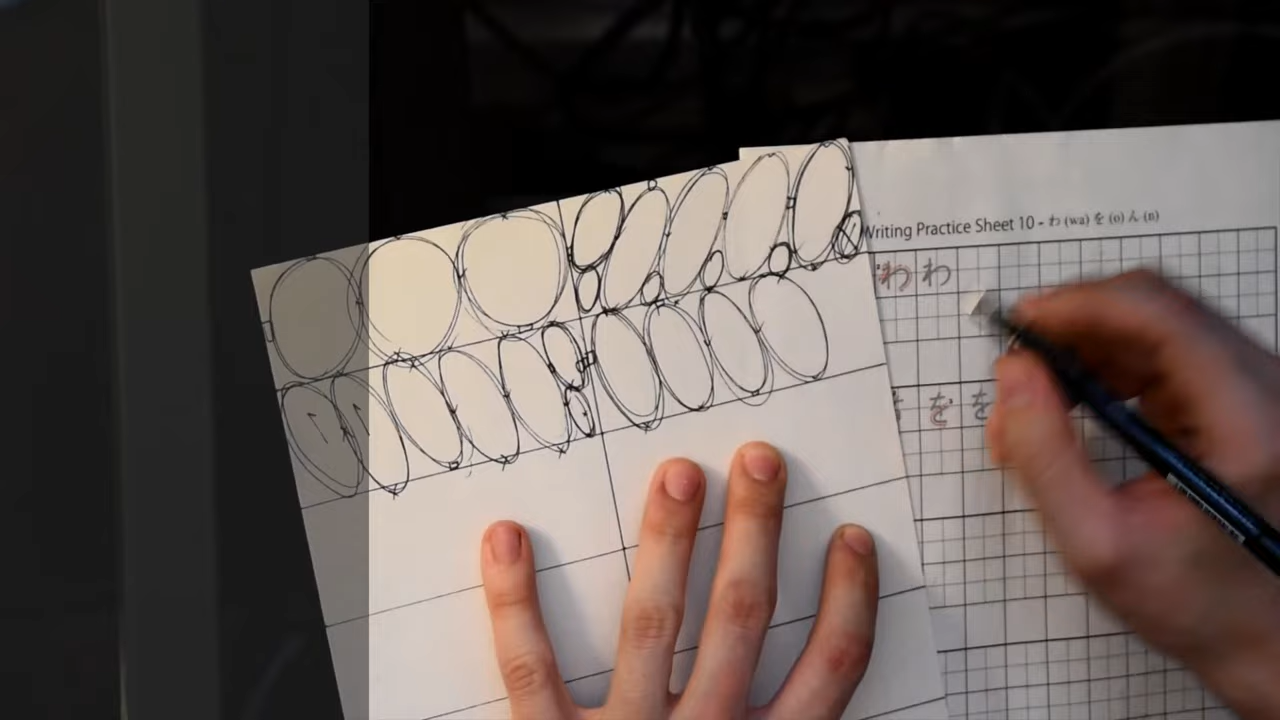 Writing Practice Sheet 10 - わ (wa) を (o) ん (n)
わ わ
を を